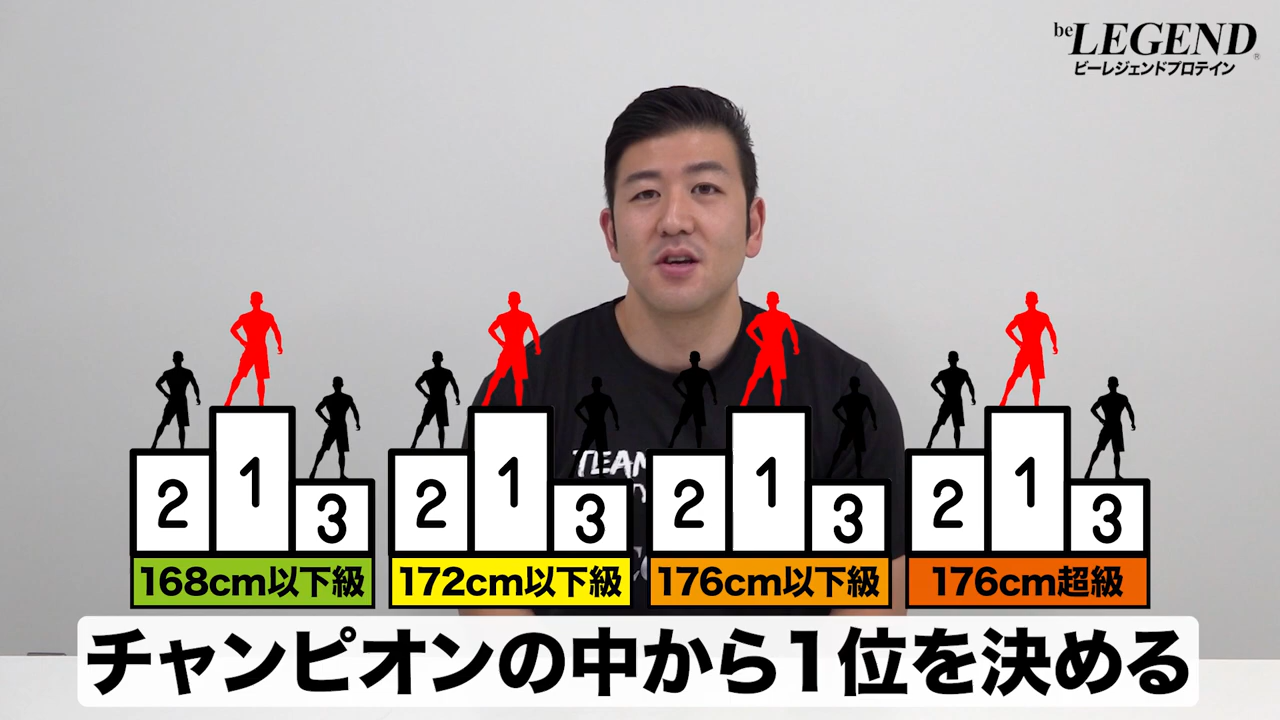 be LEGEND®
ビーレジェンドプロテイン
TEAM
2 1 3
2 1 3
2 1 3
2 1 3
168cm以下級
172cm以下級
176cm以下級
176cm超級
チャンピオンの中から1位を決める